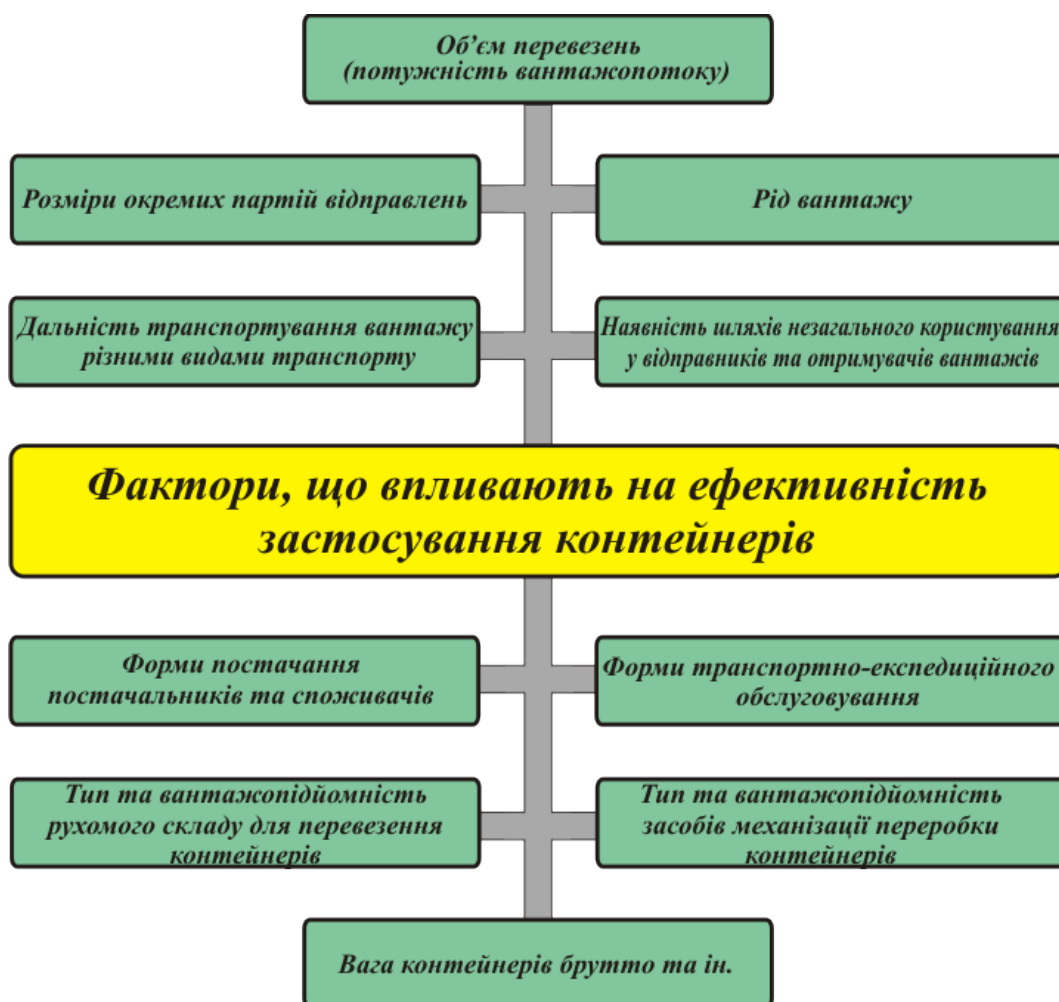 Об’єм перевезень
(потужність вантажопотоку)
Розміри окремих партій відправлень
Рід вантажу
Дальність транспортування вантажу
різними видами транспорту
Наявність шляхів незагального користування
у відправників та отримувачів вантажів
Фактори, що впливають на ефективність
застосування контейнерів
Форми постачання
постачальників та споживачів
Форми транспортно-експедиційного
обслуговування
Тип та вантажопідйомність
рухомого складу для перевезення
контейнерів
Тип та вантажопідйомність
засобів механізації переробки
контейнерів
Вага контейнерів брутто та ін.